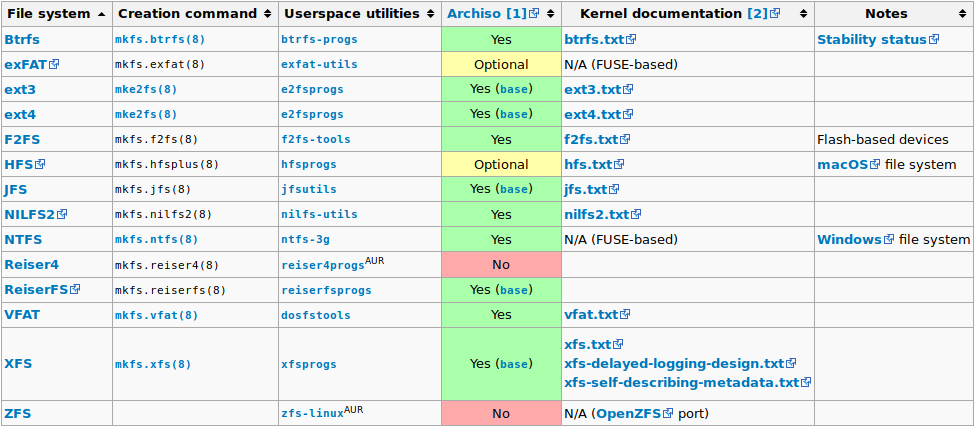 File system Creation command Userspace utilities Archiso [1] Kernel documentation [2] Notes
Btrfs mkfs.btrfs(8) btrfs-progs Yes btrfs.txt Stability status
exFAT mkfs.exfat(8) exfat-utils Optional N/A (FUSE-based)
ext3 mke2fs(8) e2fsprogs Yes (base) ext3.txt
ext4 mke2fs(8) e2fsprogs Yes (base) ext4.txt
F2FS mkfs.f2fs(8) f2fs-tools Yes f2fs.txt Flash-based devices
HFS mkfs.hfsplus(8) hfsprogs Optional hfs.txt macOS file system
JFS mkfs.jfs(8) jfsutils Yes (base) jfs.txt
NILFS2 mkfs.nilfs2(8) nilfs-utils Yes nilfs2.txt
NTFS mkfs.ntfs(8) ntfs-3g Yes N/A (FUSE-based) Windows file system
Reiser4 mkfs.reiser4(8) reiser4progsAUR No
ReiserFS mkfs.reiserfs(8) reiserfsprogs Yes (base)
VFAT mkfs.vfat(8) dosfstools Yes vfat.txt
XFS mkfs.xfs(8) xfsprogs Yes (base) xfs.txt
xfs-delayed-logging-design.txt
xfs-self-describing-metadata.txt
ZFS zfs-linuxAUR No N/A (OpenZFS port)